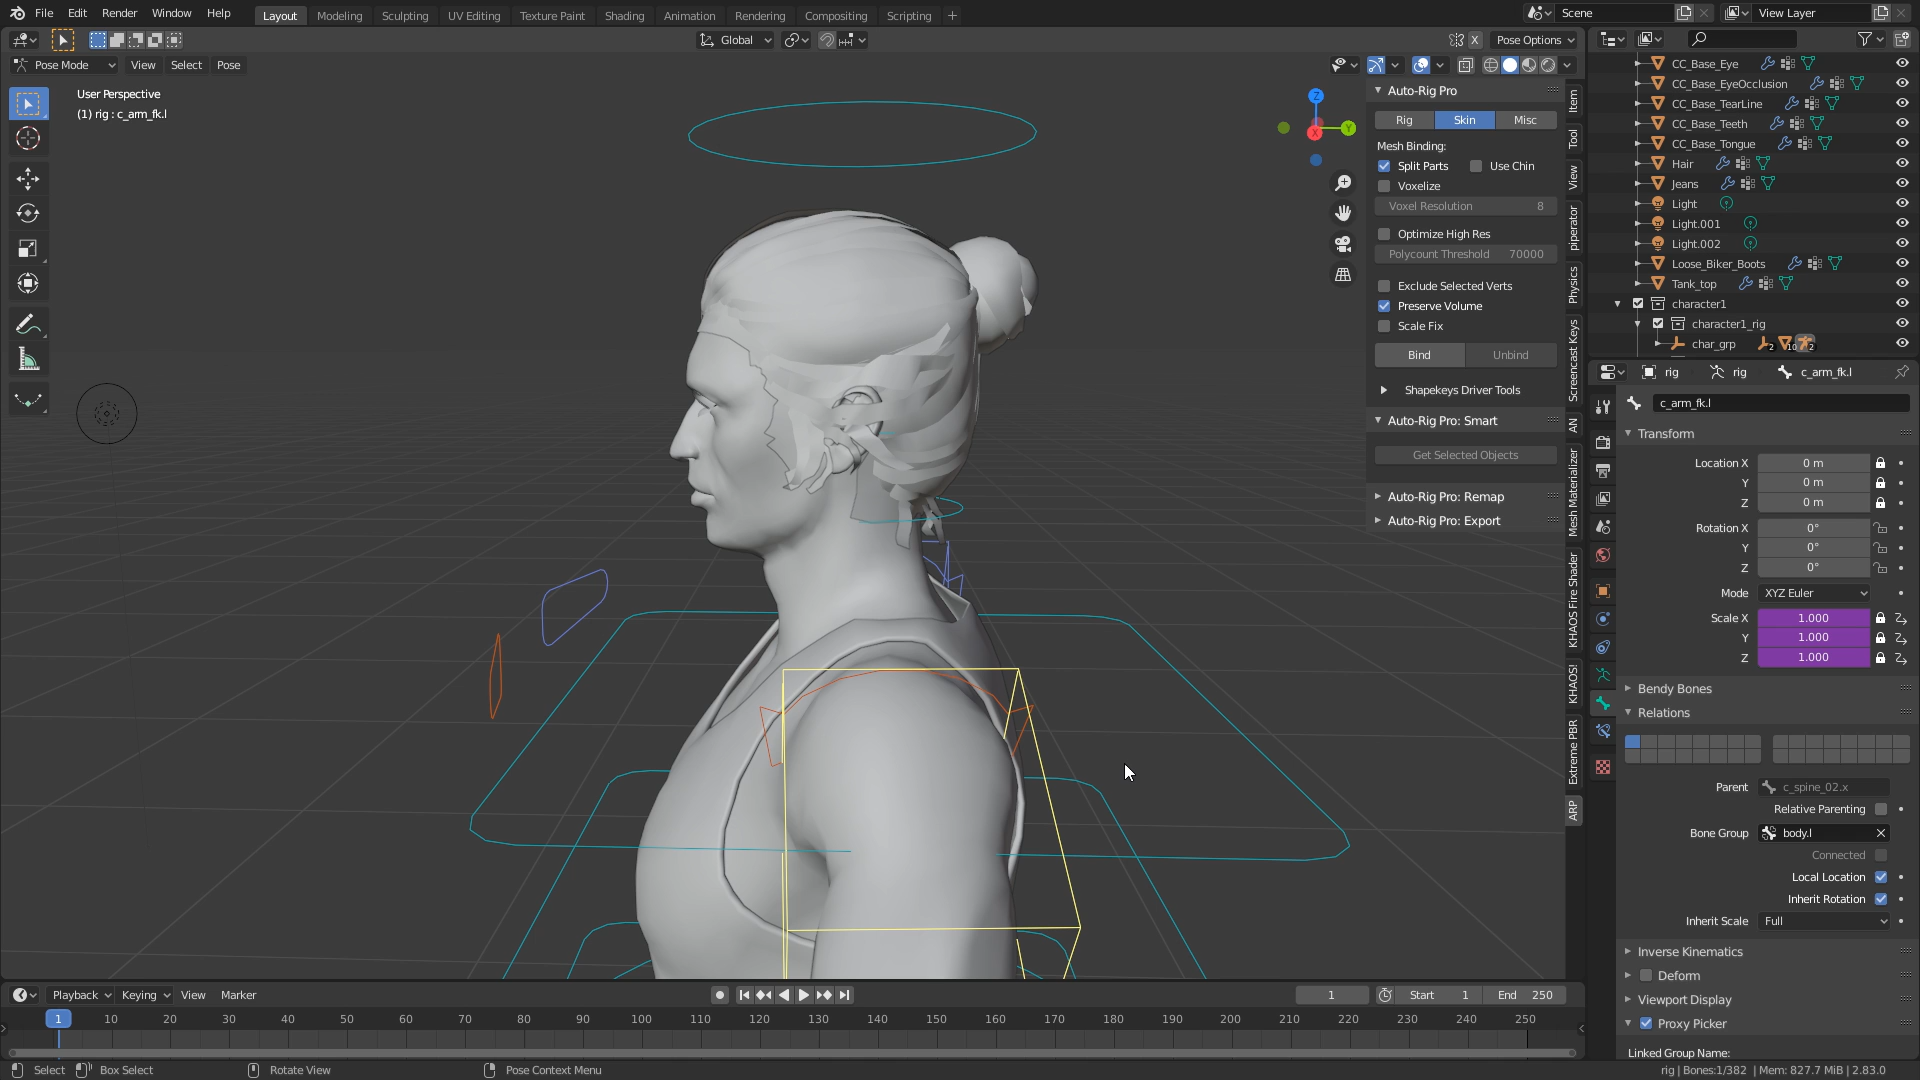 File Edit Render Window Help Layout Modeling Sculpting UV Editing Texture Paint Shading Animation Rendering Compositing Scripting + Scene View Layer
Global X Pose Options
Pose Mode View Select Pose
User Perspective
(1) rig : c_arm_fk.l
Z
Y
X
Auto-Rig Pro
Rig Skin Misc
Mesh Binding:
Split Parts Use Chin
Voxelize
Voxel Resolution 8
Optimize High Res
Polycount Threshold 70000
Exclude Selected Verts
Preserve Volume
Scale Fix
Bind Unbind
Shapekeys Driver Tools
Auto-Rig Pro: Smart
Get Selected Objects
Auto-Rig Pro: Remap
Auto-Rig Pro: Export
Item
Tool
View
piperator
Physics
Screencast Keys
AN
Mesh Materializer
KHAOS Fire Shader
KHAOS!
Extreme PBR
ARP
CC_Base_Eye
CC_Base_EyeOcclusion
CC_Base_TearLine
CC_Base_Teeth
CC_Base_Tongue
Hair
Jeans
Light
Light.001
Light.002
Loose_Biker_Boots
Tank_top
character1
character1_rig
char_grp 2 10 2
rig rig c_arm_fk.l
c_arm_fk.l
Transform
Location X 0 m
Y 0 m
Z 0 m
Rotation X 0°
Y 0°
Z 0°
Mode XYZ Euler
Scale X 1.000
Y 1.000
Z 1.000
Bendy Bones
Relations
Parent c_spine_02.x
Relative Parenting
Bone Group body.l
Connected
Local Location
Inherit Rotation
Inherit Scale Full
Inverse Kinematics
Deform
Viewport Display
Proxy Picker
Linked Group Name:
Playback Keying View Marker 1 Start 1 End 250
1 10 20 30 40 50 60 70 80 90 100 110 120 130 140 150 160 170 180 190 200 210 220 230 240 250
Select Box Select Rotate View Pose Context Menu rig | Bones:1/382 | Mem: 827.7 MiB | 2.83.0